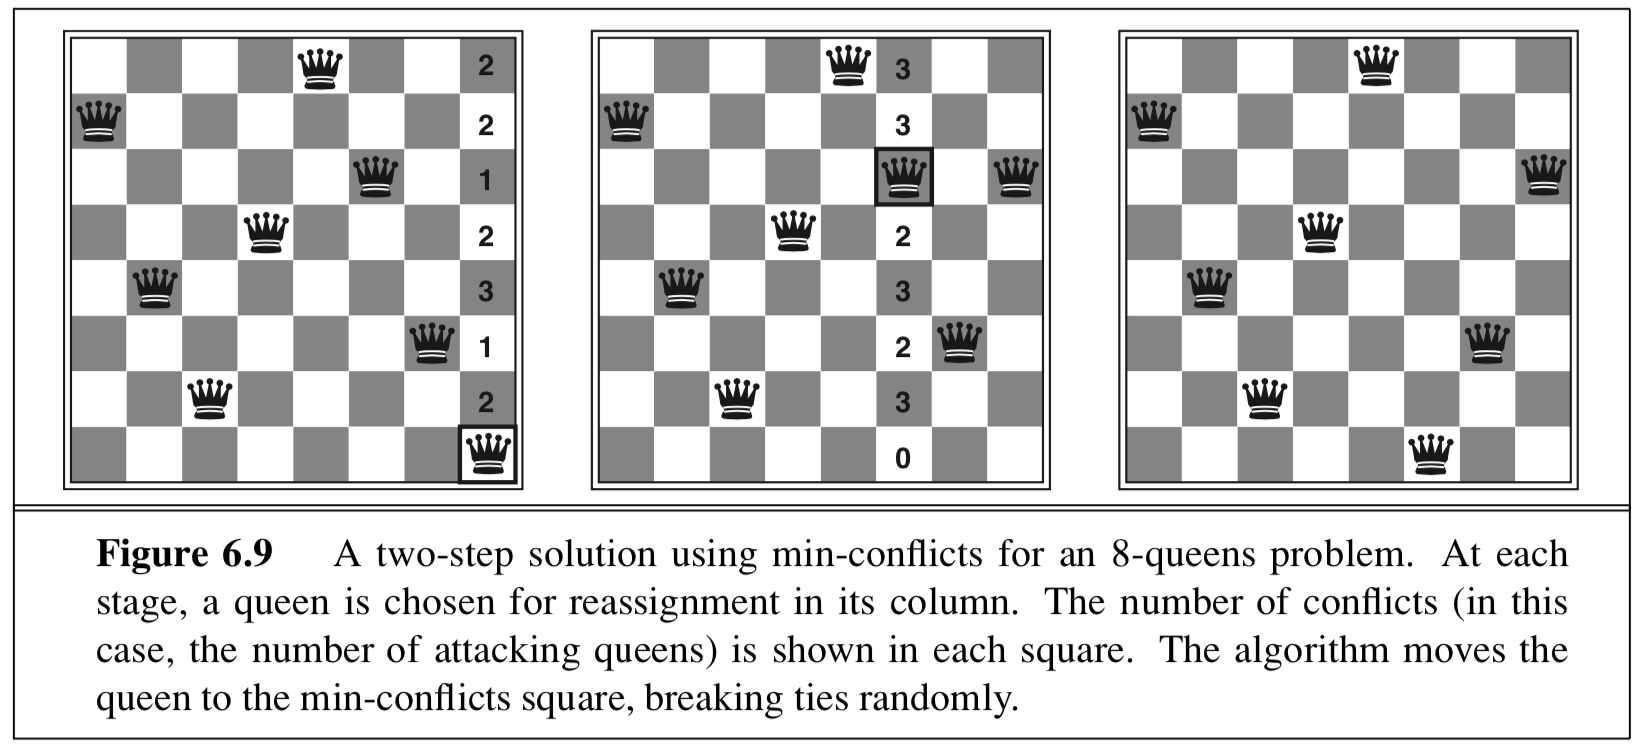 2 3
2 3
1
2 2
3 3
1 2
2 3
0
Figure 6.9 A two-step solution using min-conflicts for an 8-queens problem. At each
stage, a queen is chosen for reassignment in its column. The number of conflicts (in this
case, the number of attacking queens) is shown in each square. The algorithm moves the
queen to the min-conflicts square, breaking ties randomly.